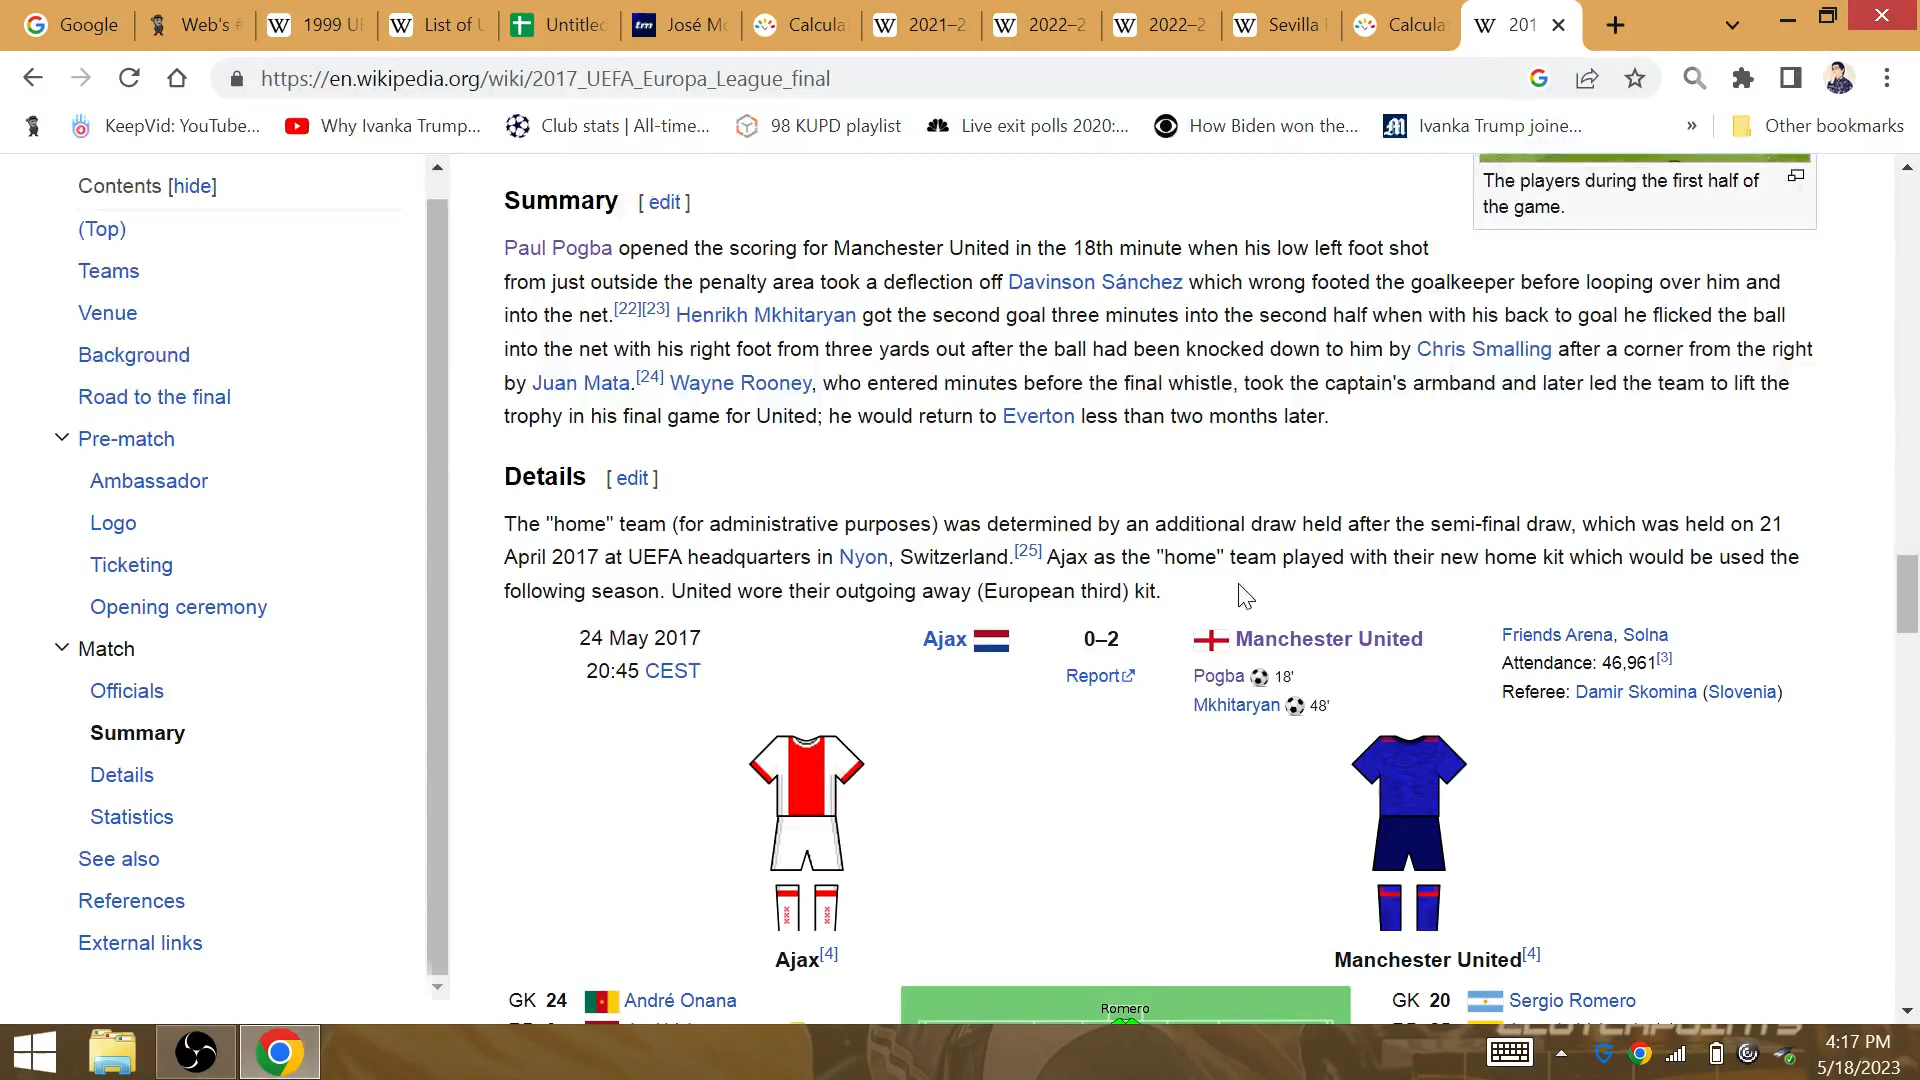 Google
Web's #
1999 UE
List of U
Untitled
tm José Mo
Calcula
2021–2
2022–2
2022–2
Sevilla
Calcula
201
https://en.wikipedia.org/wiki/2017_UEFA_Europa_League_final
KeepVid: YouTube...
Why Ivanka Trump,...
Club stats | All-time...
98 KUPD playlist
Live exit polls 2020:...
How Biden won the...
Ivanka Trump joine...
»
Other bookmarks
Contents [hide]
(Top)
Teams
Venue
Background
Road to the final
Pre-match
Ambassador
Logo
Ticketing
Opening ceremony
Match
Officials
Summary
Details
Statistics
See also
References
External links
The players during the first half of
the game.
Summary [ edit ]
Paul Pogba opened the scoring for Manchester United in the 18th minute when his low left foot shot
from just outside the penalty area took a deflection off Davinson Sánchez which wrong footed the goalkeeper before looping over him and
into the net.[22][23] Henrikh Mkhitaryan got the second goal three minutes into the second half when with his back to goal he flicked the ball
into the net with his right foot from three yards out after the ball had been knocked down to him by Chris Smalling after a corner from the right
by Juan Mata.[24] Wayne Rooney, who entered minutes before the final whistle, took the captain's armband and later led the team to lift the
trophy in his final game for United; he would return to Everton less than two months later.
Details [ edit ]
The "home" team (for administrative purposes) was determined by an additional draw held after the semi-final draw, which was held on 21
April 2017 at UEFA headquarters in Nyon, Switzerland.[25] Ajax as the "home" team played with their new home kit which would be used the
following season. United wore their outgoing away (European third) kit.
24 May 2017
20:45 CEST
Ajax 0–2 Manchester United
Report
Pogba 18'
Mkhitaryan 48'
Friends Arena, Solna
Attendance: 46,961[3]
Referee: Damir Skomina (Slovenia)
Ajax[4]
Manchester United[4]
GK 24 André Onana
Romero
GK 20 Sergio Romero
4:17 PM
5/18/2023